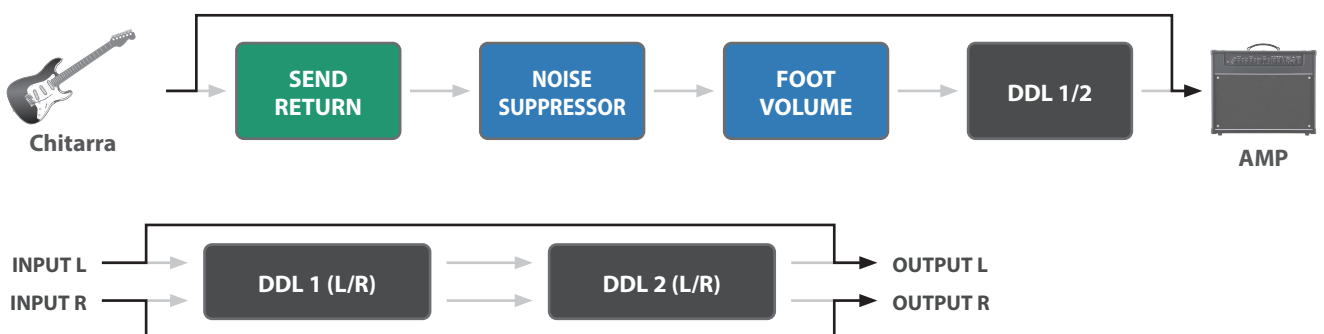 SEND
RETURN
NOISE
SUPPRESSOR
FOOT
VOLUME
DDL 1/2
Chitarra
AMP
INPUT L
INPUT R
DDL 1 (L/R)
DDL 2 (L/R)
OUTPUT L
OUTPUT R